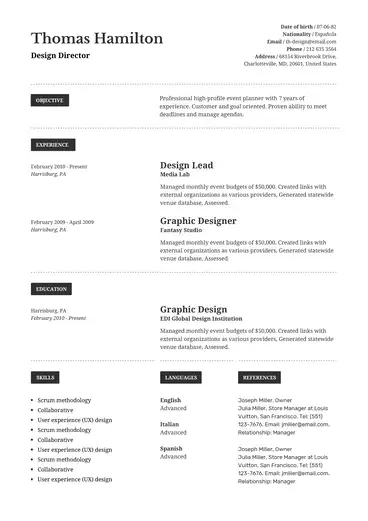 Thomas Hamilton
Design Director
Date of birth / 07-06-82
Nationality / Española
Email / th-design@email.com
Phone / 212 635 3564
Address / 84154 Riverbrook Drive,
Charlotteville, MD, 20601, United States
OBJECTIVE
Professional high-profile event planner with 7 years of
experience. Customer and goal oriented. Proven ability to meet
deadlines and manage agendas.
EXPERIENCE
February 2010 - Present
Harrisburg, PA
Design Lead
Media Lab
Managed monthly event budgets of $50,000. Created links with
external organizations as various providers, Generated statewide
venue database, Assessed.
February 2009 - April 2009
Harrisburg, PA
Graphic Designer
Fantasy Studio
Managed monthly event budgets of $50,000. Created links with
external organizations as various providers, Generated statewide
venue database, Assessed.
EDUCATION
Harrisburg, PA
February 2010 - Present
Graphic Design
EDI Global Design Institution
Managed monthly event budgets of $50,000. Created links with
external organizations as various providers, Generated statewide
venue database, Assessed.
SKILLS
Scrum methodology
Collaborative
User experience (UX) design
Scrum methodology
Collaborative
User experience (UX) design
Scrum methodology
Collaborative
User experience (UX) design
LANGUAGES
English
Advanced
Italian
Advanced
Spanish
Advanced
REFERENCES
Joseph Miller, Owner
Julia Miller, Store Manager at Louis
Vuitton, San Francisco. Tel: (551)
123-7676. Email: jmiller@email.com.
Relationship: Manager
Joseph Miller, Owner
Julia Miller, Store Manager at Louis
Vuitton, San Francisco. Tel: (551)
123-7676. Email: jmiller@email.com.
Relationship: Manager